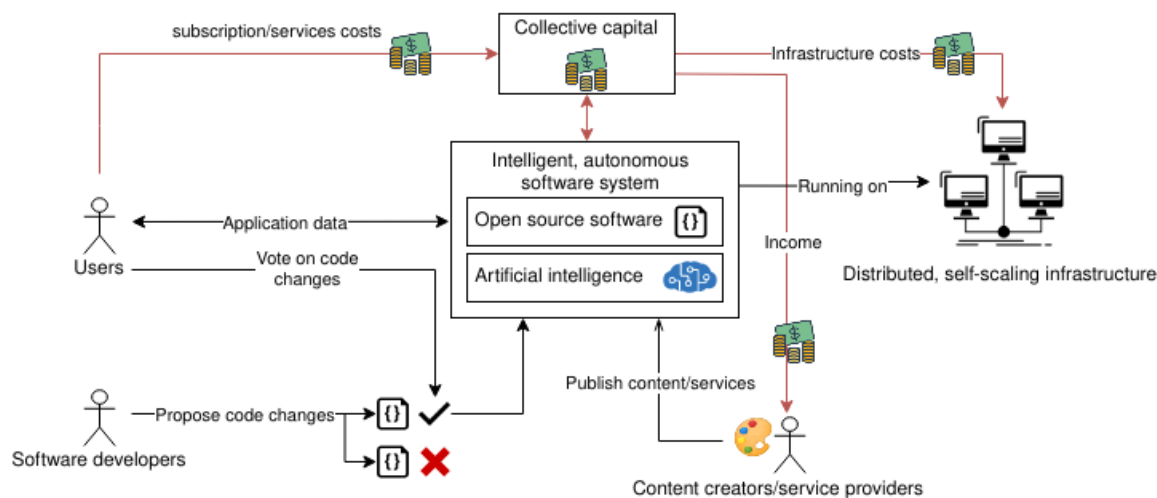 subscription/services costs
Collective capital
Infrastructure costs
Intelligent, autonomous
software system
Running on
Open source software
{}
Application data
Users
Vote on code
changes
Income
Artificial intelligence
Distributed, self-scaling infrastructure
Publish content/services
Propose code changes
{}
Software developers
{}
Content creators/service providers